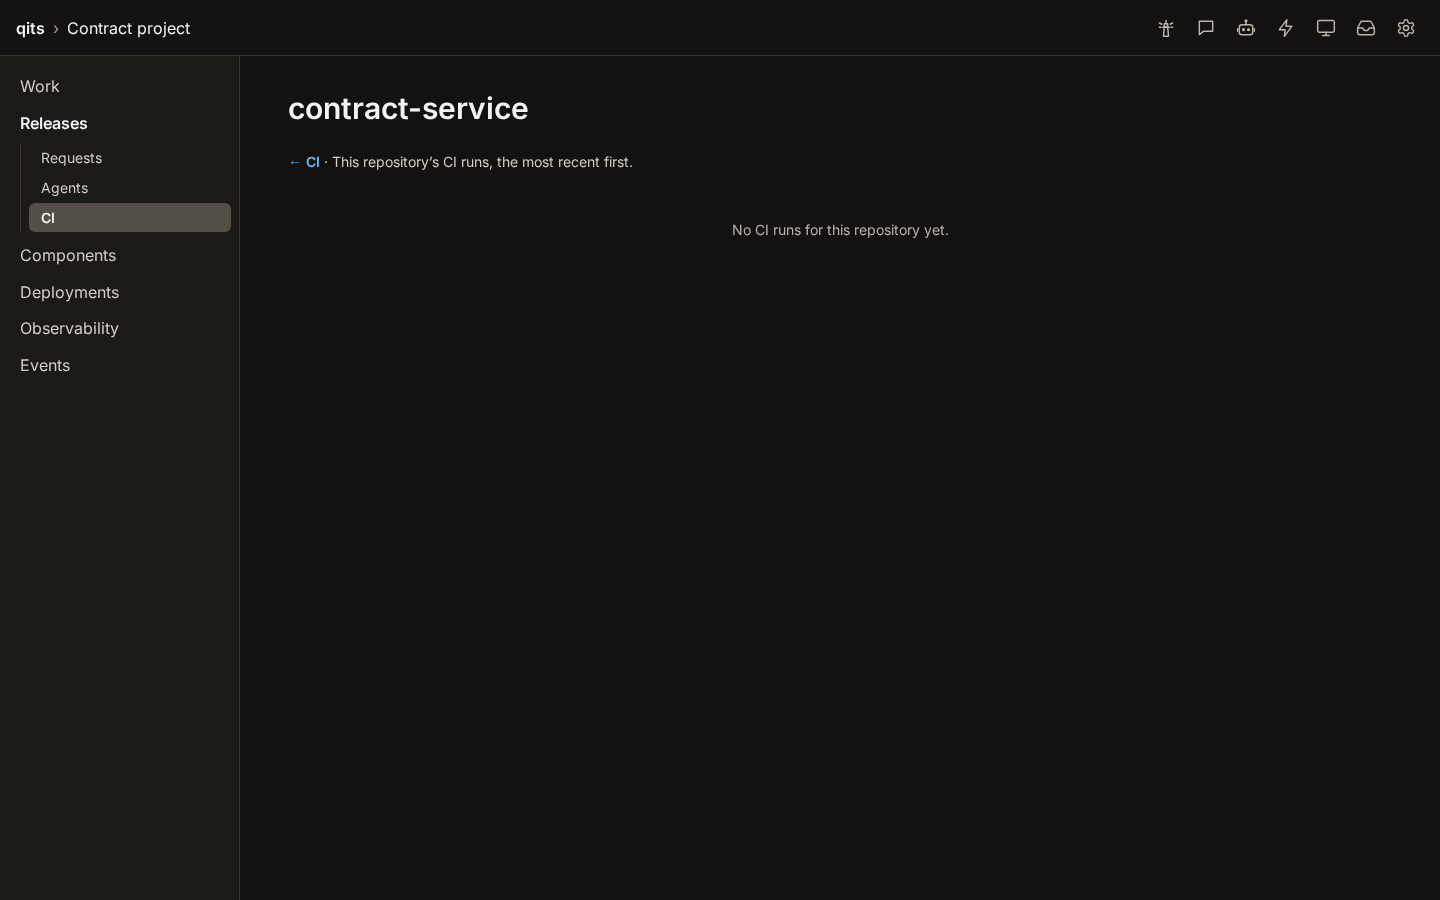 qits › Contract project
Work
Releases
Requests
Agents
CI
Components
Deployments
Observability
Events
contract-service
← CI · This repository’s CI runs, the most recent first.
No CI runs for this repository yet.